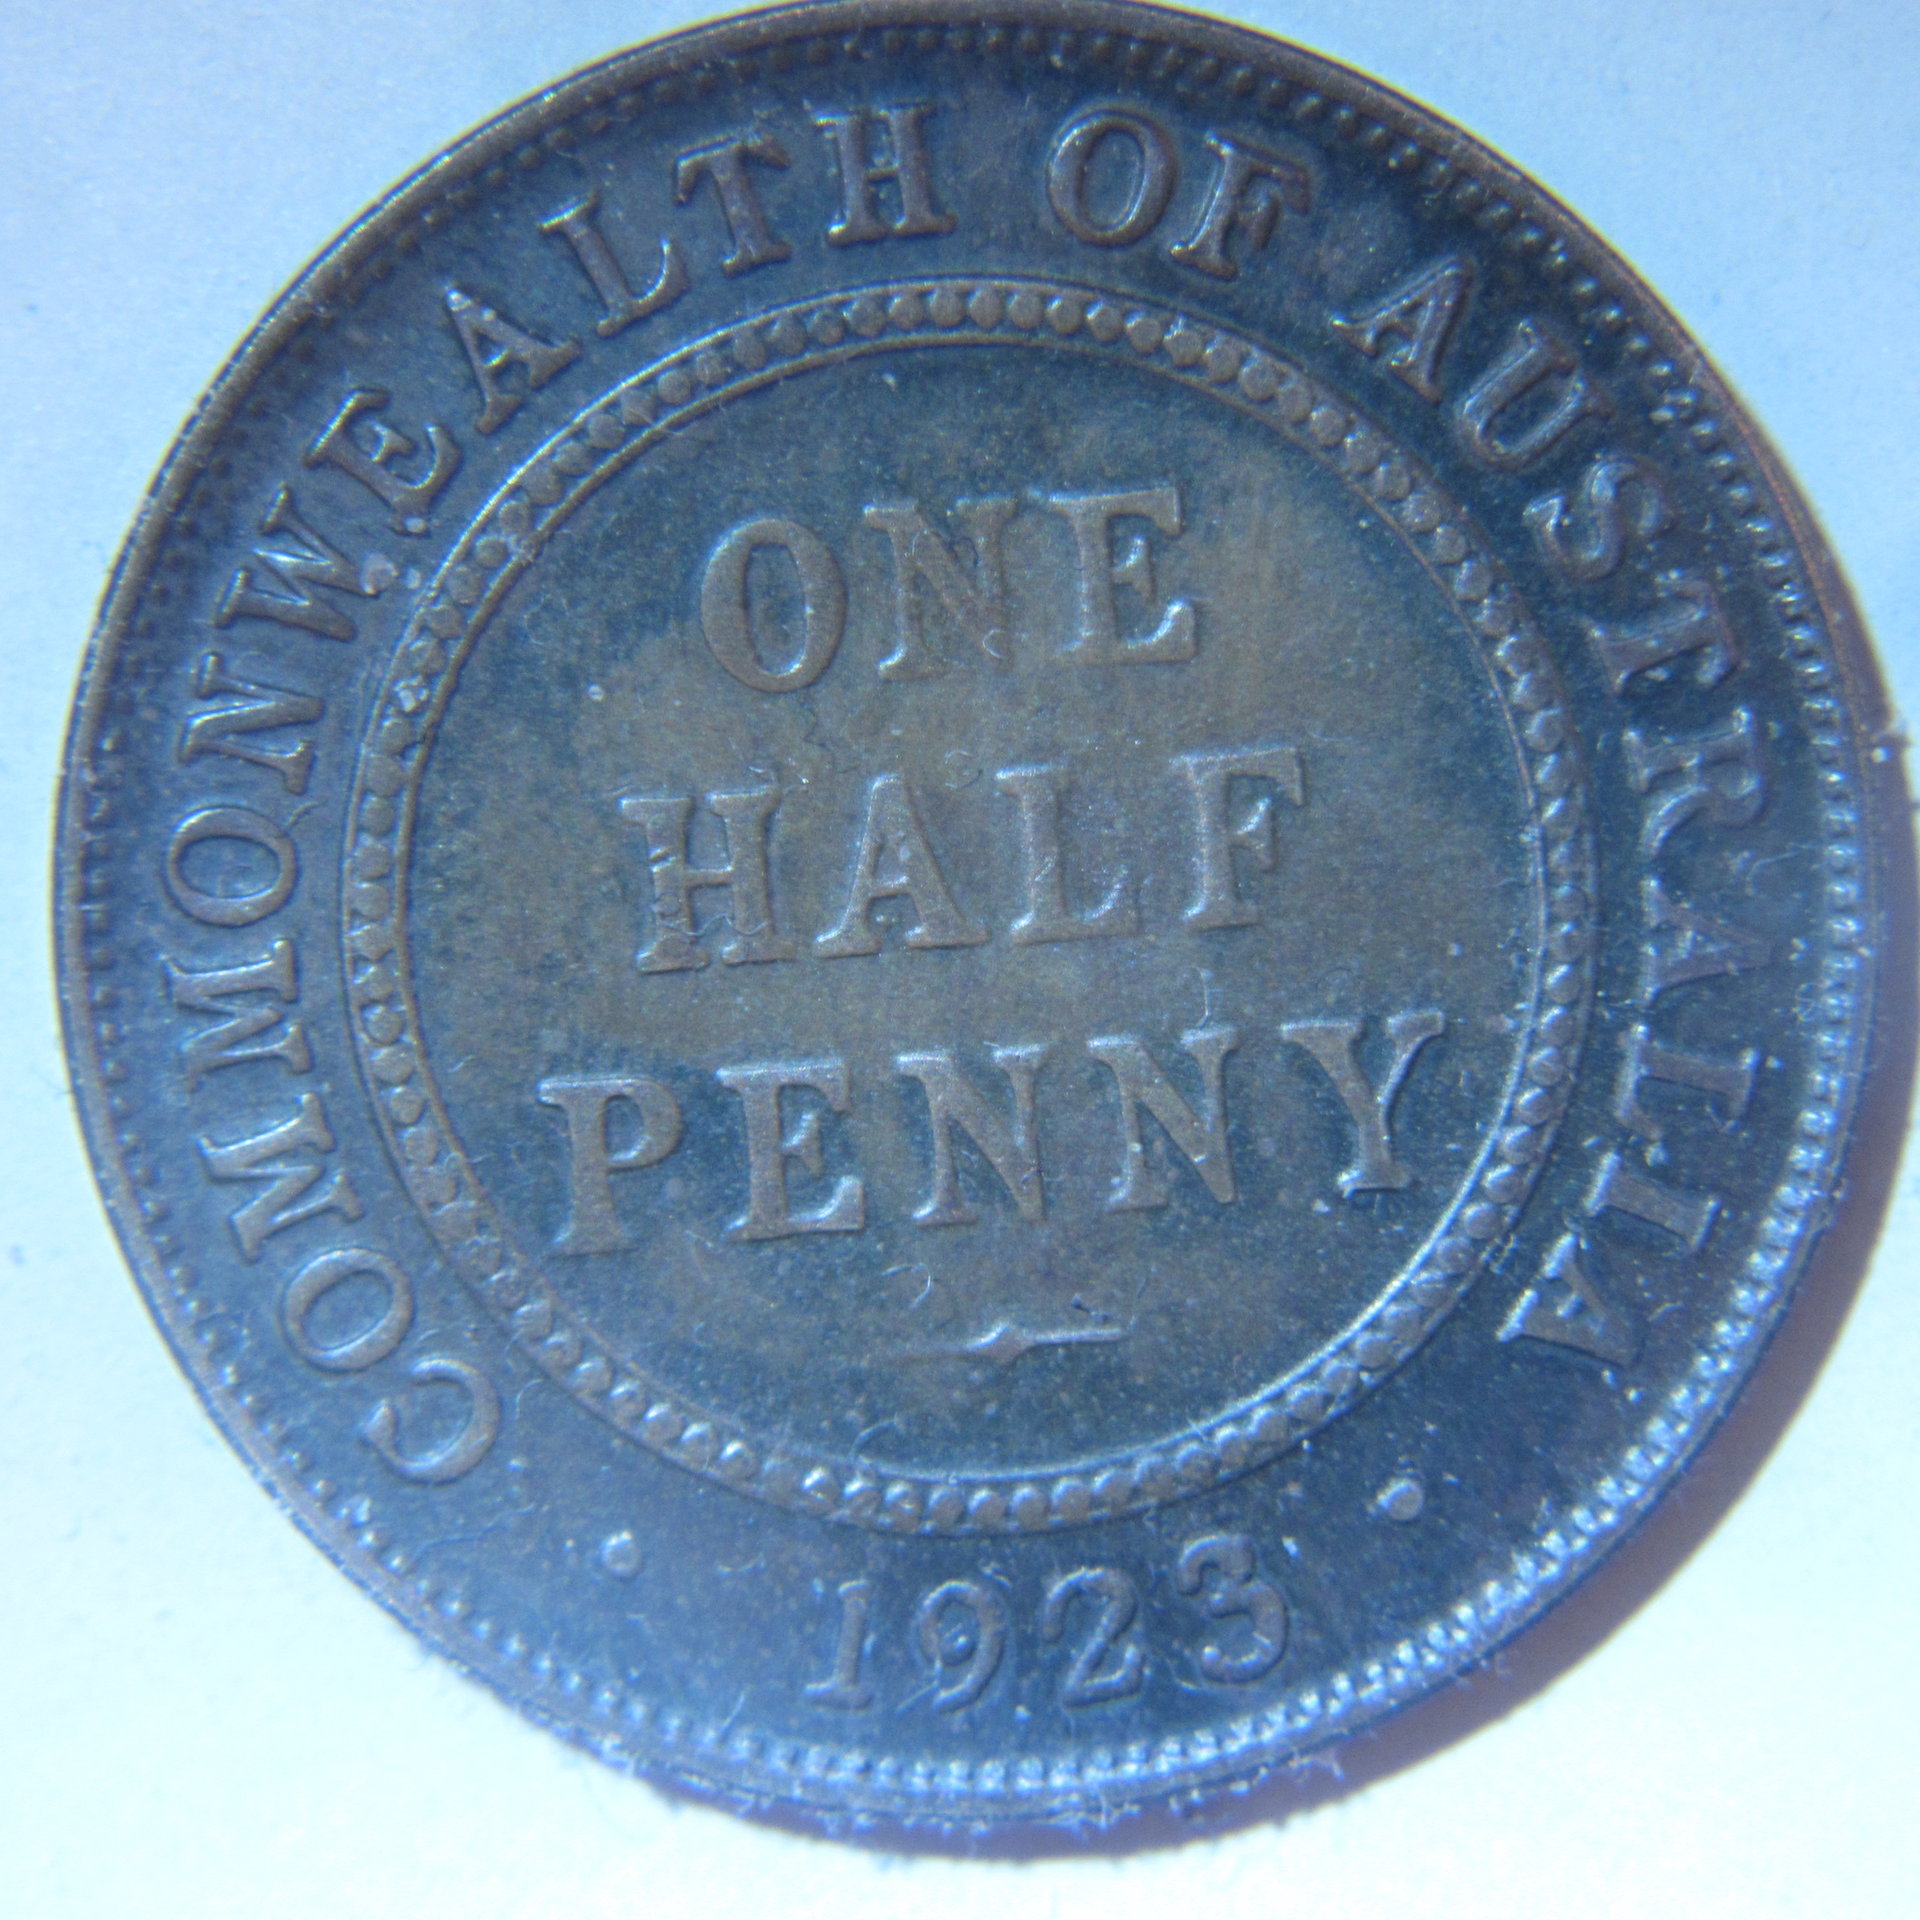 COMMONWEALTH OF AUSTRALIA
ONE
HALF
PENNY
· 1923 ·